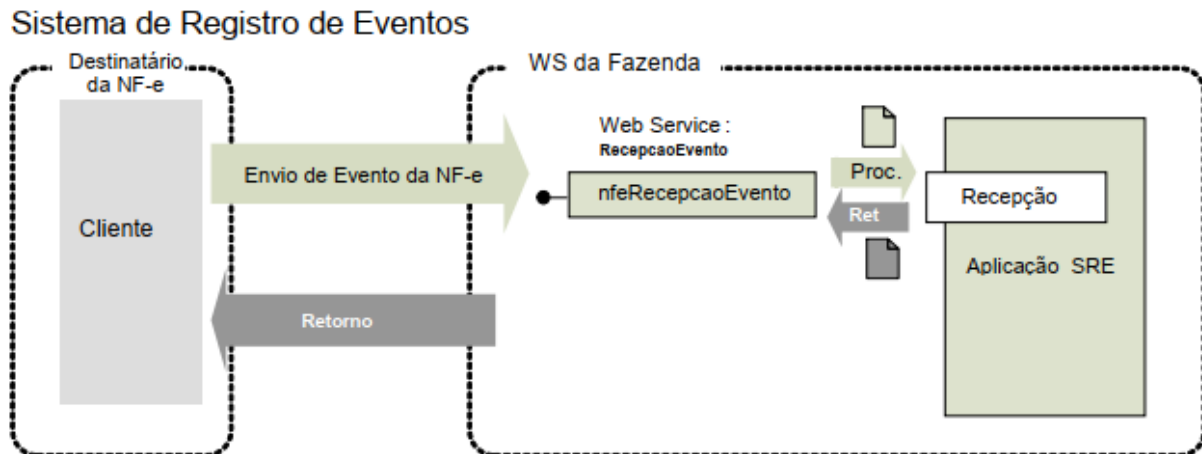 Sistema de Registro de Eventos
Destinatário
da NF-e
WS da Fazenda
Cliente
Envio de Evento da NF-e
Retorno
Web Service :
RecepcaoEvento
nfeRecepcaoEvento
Proc.
Ret
Recepção
Aplicação SRE